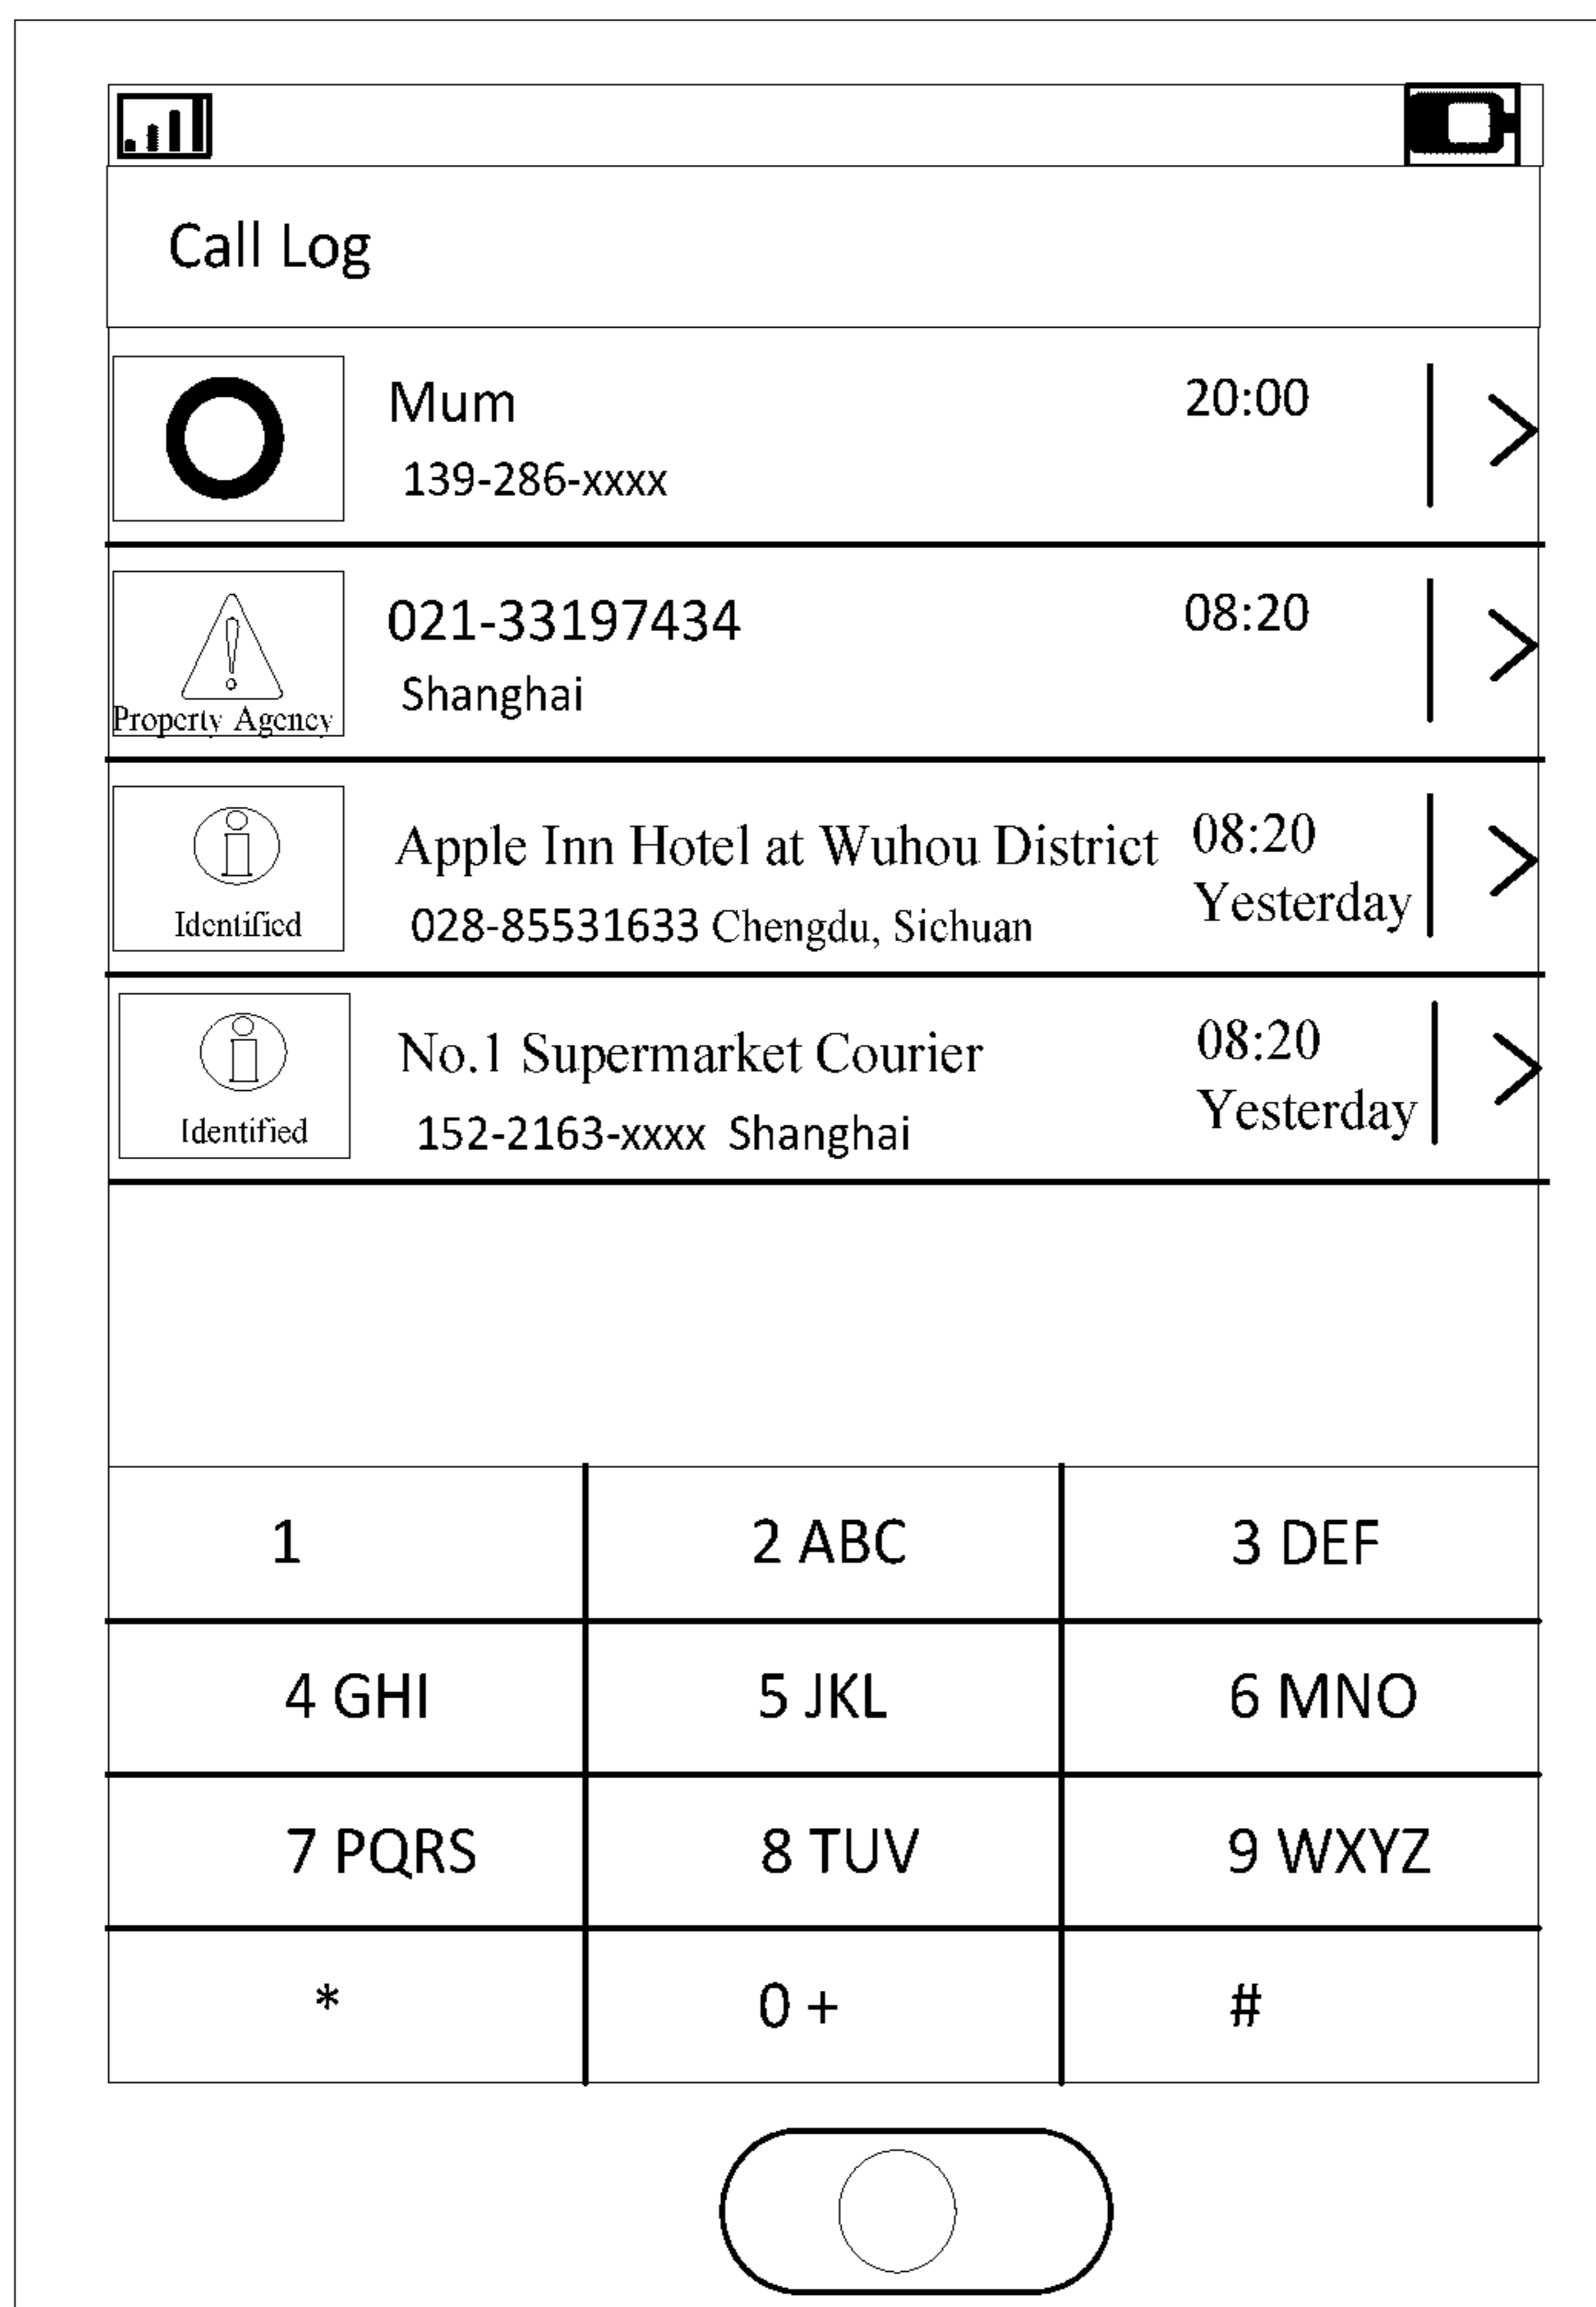 Call Log
Mum 20:00
139-286-xxxx
021-33197434 08:20
Shanghai
Property Agency
Apple Inn Hotel at Wuhou District 08:20
Yesterday
Identified 028-85531633 Chengdu, Sichuan
No.1 Supermarket Courier 08:20
Yesterday
Identified 152-2163-xxxx Shanghai
1 2 ABC 3 DEF
4 GHI 5 JKL 6 MNO
7 PQRS 8 TUV 9 WXYZ
* 0 + #